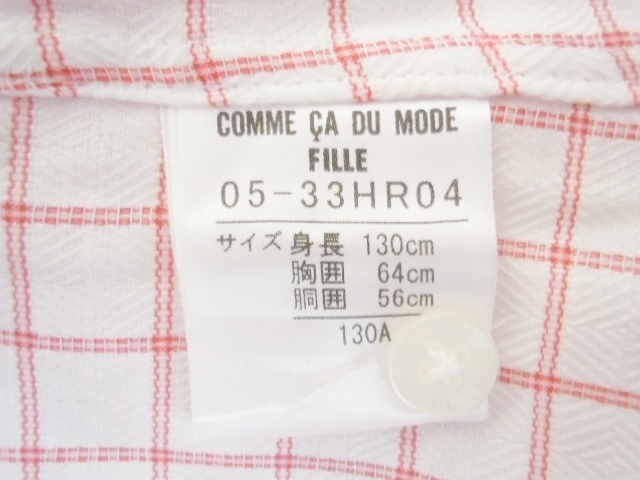 COMME ÇA DU MODE
FILLE
05-33HR04
サイズ 身長 130cm
胸囲 64cm
胴囲 56cm
130A